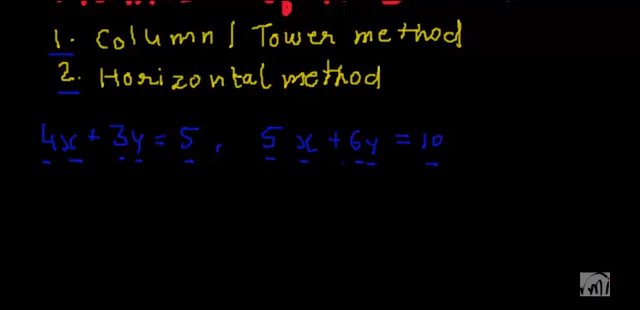 1. Column / Tower method
2. Horizontal method
4x + 3y = 5, 5x + 6y = 10